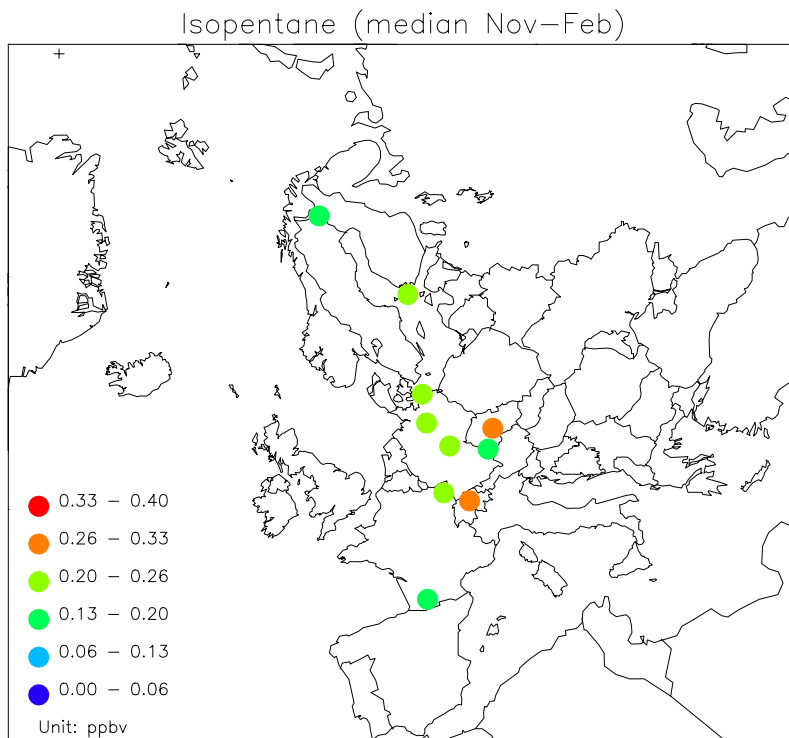 Isopentane (median Nov-Feb)
0.33 - 0.40
0.26 - 0.33
0.20 - 0.26
0.13 - 0.20
0.06 - 0.13
0.00 - 0.06
Unit: ppbv